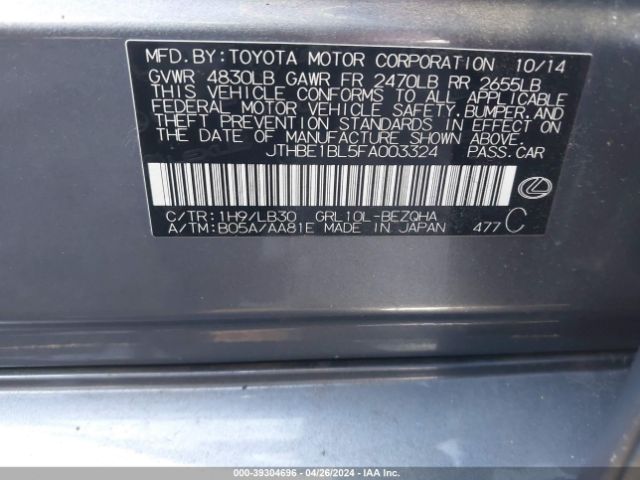 MFD.BY:TOYOTA MOTOR CORPORATION 10/14
GVWR 4830LB GAWR FR 2470LB RR 2655LB
THIS VEHICLE CONFORMS TO ALL APPLICABLE
FEDERAL MOTOR VEHICLE SAFETY,BUMPER,AND
THEFT PREVENTION STANDARDS IN EFFECT ON
THE DATE OF MANUFACTURE SHOWN ABOVE.
JTHBE1BL5FA003324 PASS.CAR
C/TR:1H9/LB30 GRL10L-BEZQHA
A/TM:B05A/AA81E MADE IN JAPAN 477 C
000-39304696 - 04/26/2024 - IAAI.COM